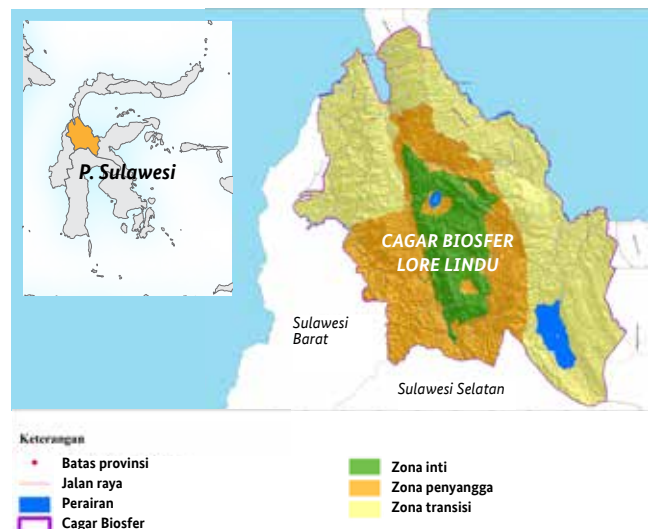 P. Sulawesi
CAGAR BIOSFER
LORE LINDU
Sulawesi
Barat
Sulawesi Selatan
Keterangan
Batas provinsi
Jalan raya
Perairan
Cagar Biosfer
Zona inti
Zona penyangga
Zona transisi